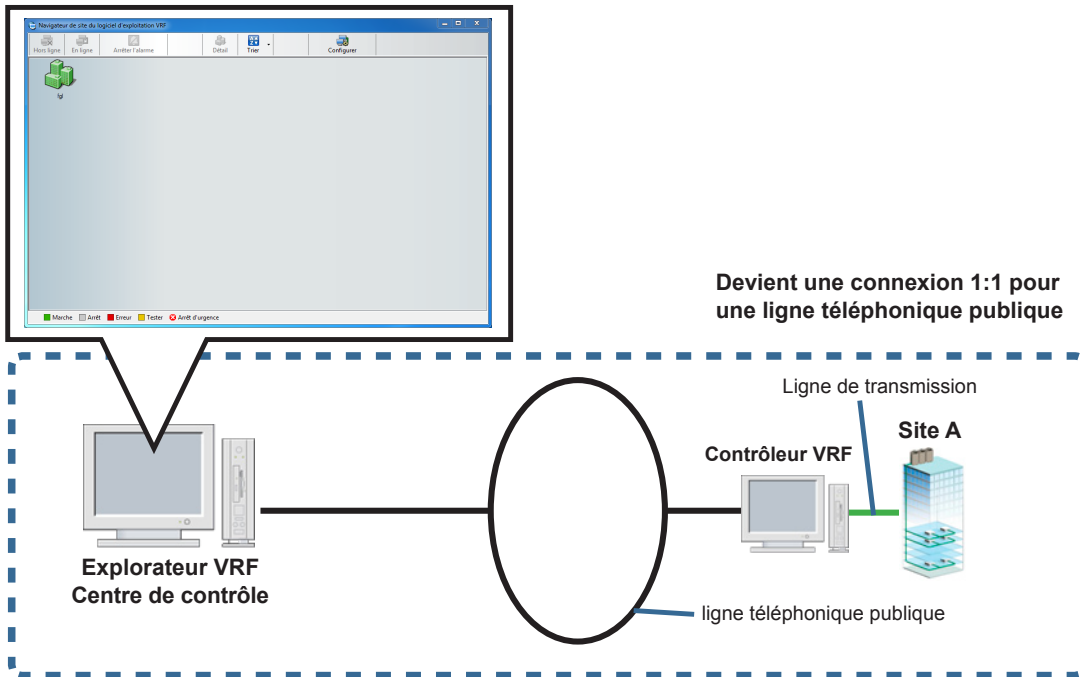 Navigateur de site du logiciel d'exploitation VRF
Hors ligne En ligne Arrêter l'alarme Détail Trier Configurer
Marche Arrêt Erreur Tester Arrêt d'urgence
Devient une connexion 1:1 pour
une ligne téléphonique publique
Ligne de transmission
Site A
Contrôleur VRF
Explorateur VRF
Centre de contrôle
ligne téléphonique publique